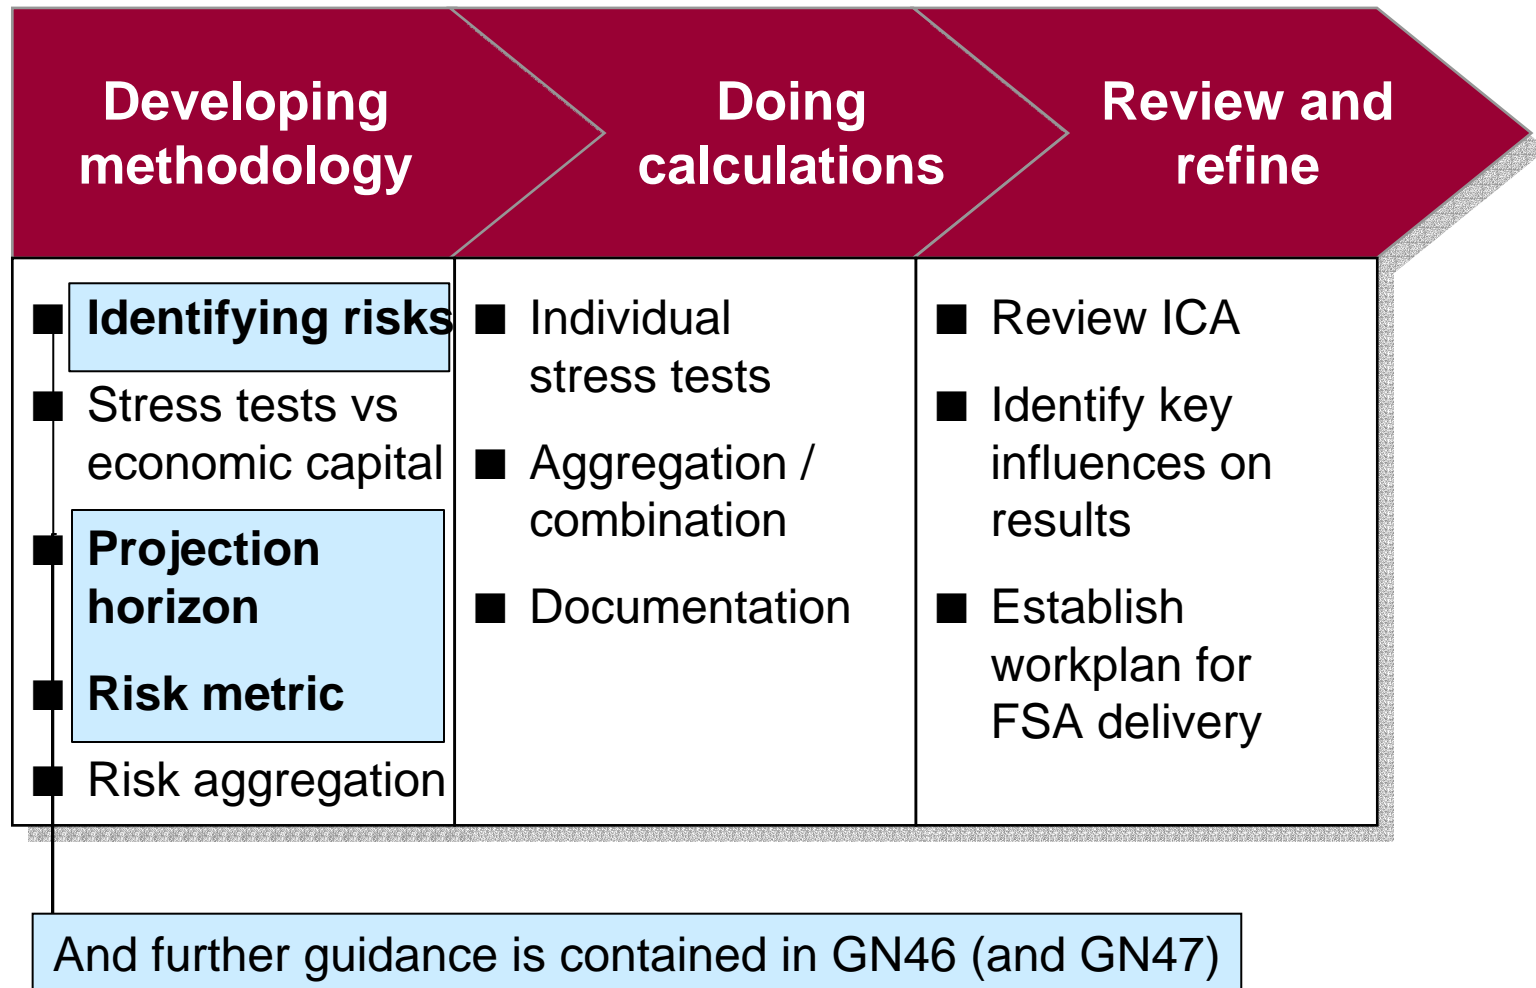 Developing
methodology
Doing
calculations
Review and
refine
■ Identifying risks
■ Stress tests vs
economic capital
■ Projection
horizon
■ Risk metric
■ Risk aggregation
■ Individual
stress tests
■ Aggregation /
combination
■ Documentation
■ Review ICA
■ Identify key
influences on
results
■ Establish
workplan for
FSA delivery
And further guidance is contained in GN46 (and GN47)